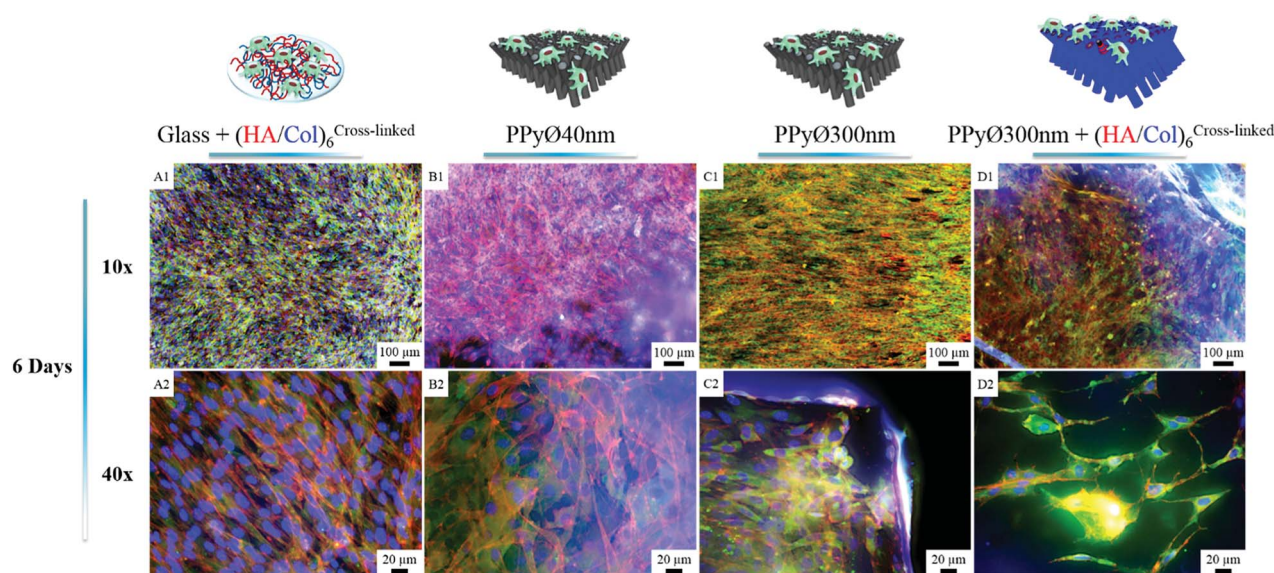 Glass + (HA/Col)6Cross-linked
PPyØ40nm
PPyØ300nm
PPyØ300nm + (HA/Col)6Cross-linked
A1
B1
C1
D1
10x
100 µm
100 µm
100 µm
100 µm
6 Days
A2
B2
C2
D2
40x
20 µm
20 µm
20 µm
20 µm